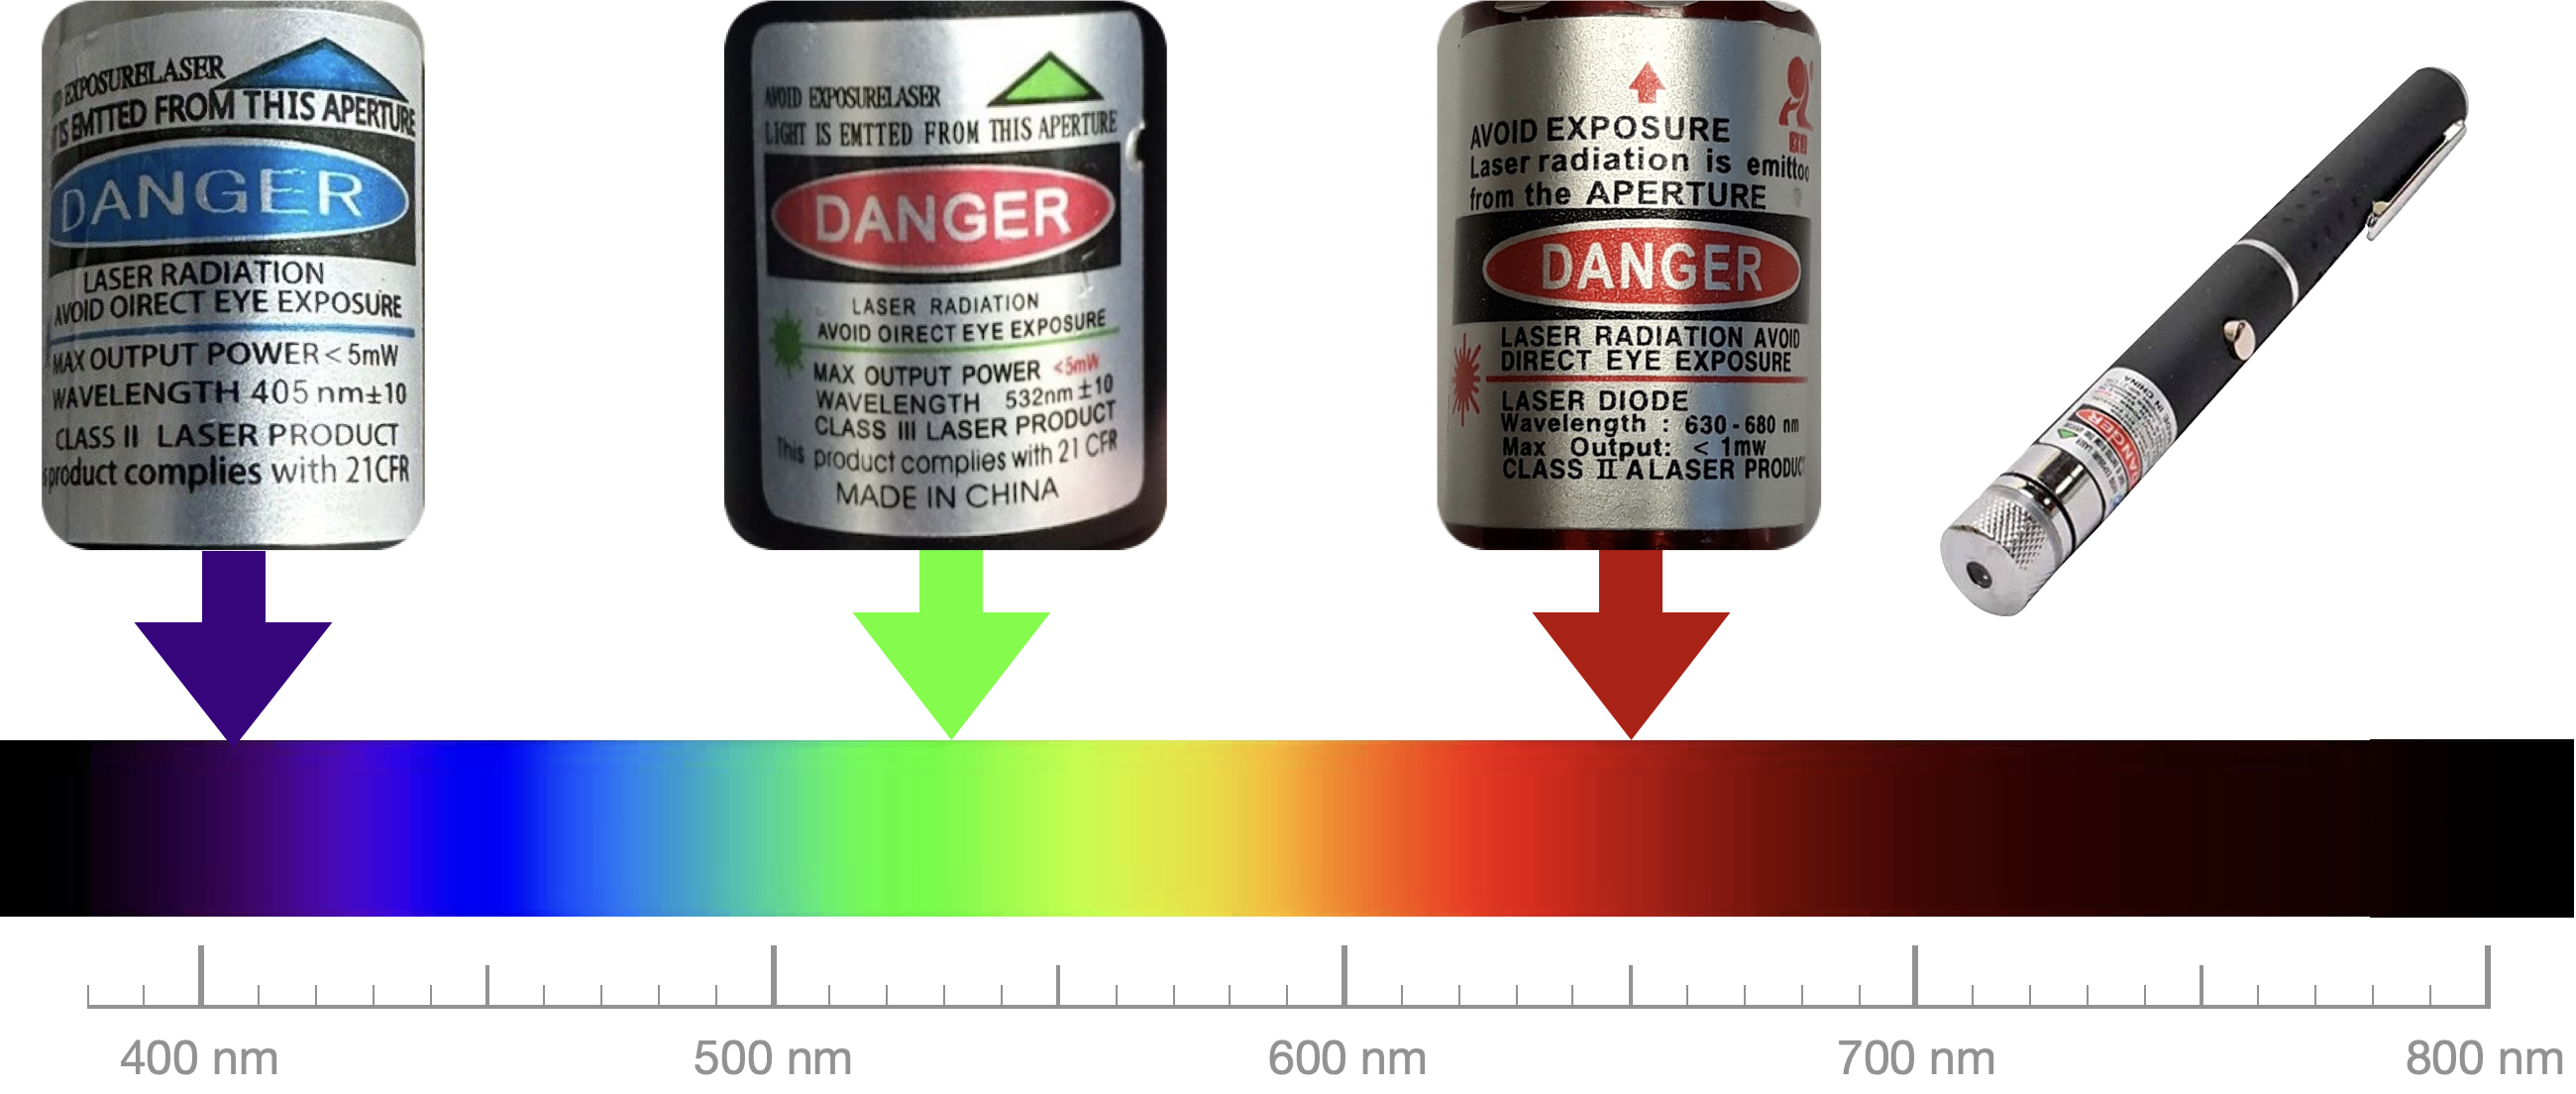 EXPOSURELASER
IS EMTTED FROM THIS APERTURE
DANGER
LASER RADIATION
AVOID OIRECT EYE EXPOSURE
MAX OUTPUT POWER < 5mW
WAVELENGTH 405 nm±10
CLASS II LASER PRODUCT
product complies with 21CFR
AVOID EXPOSURELASER
LIGHT IS EMTTED FROM THIS APERTURE
DANGER
LASER RADIATION
AVOID OIRECT EYE EXPOSURE
MAX OUTPUT POWER <5mW
WAVELENGTH 532nm ±10
CLASS III LASER PRODUCT
This product complies with 21 CFR
MADE IN CHINA
AVOID EXPOSURE
Laser radiation is emittoo
from the APERTURE
DANGER
LASER RADIATION AVOID
DIRECT EYE EXPOSURE
LASER DIODE
Wavelength : 630-680 nm
Max Output: < 1mw
CLASS II A LASER PRODUC
DANGER
400 nm
500 nm
600 nm
700 nm
800 nm